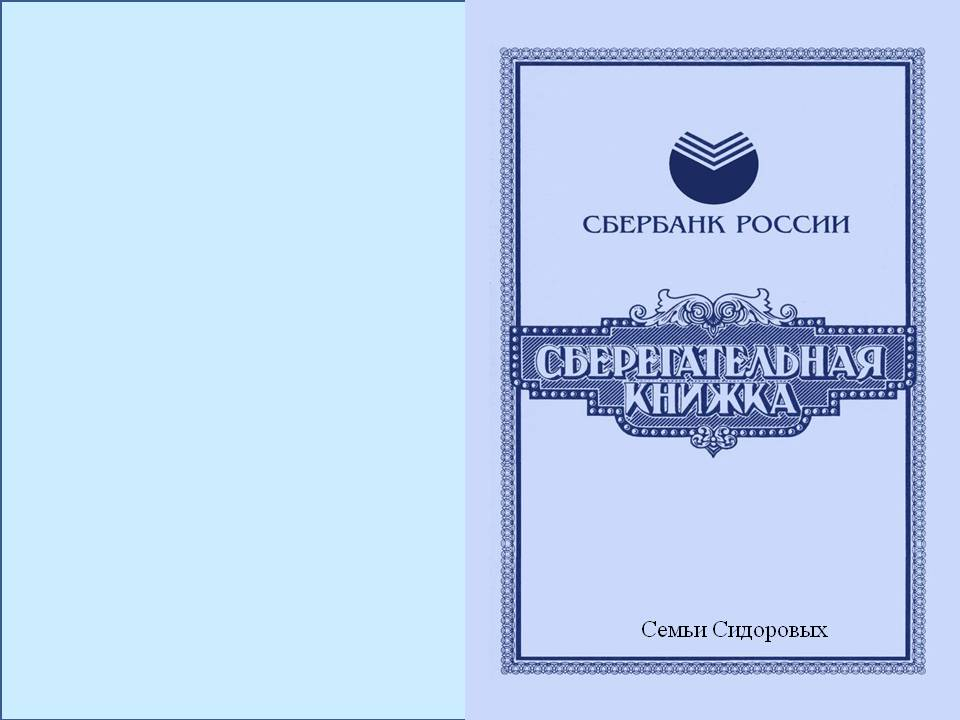 СБЕРБАНК РОССИИ
СБЕРЕГАТЕЛЬНАЯ
КНИЖКА
Семьи Сидоровых